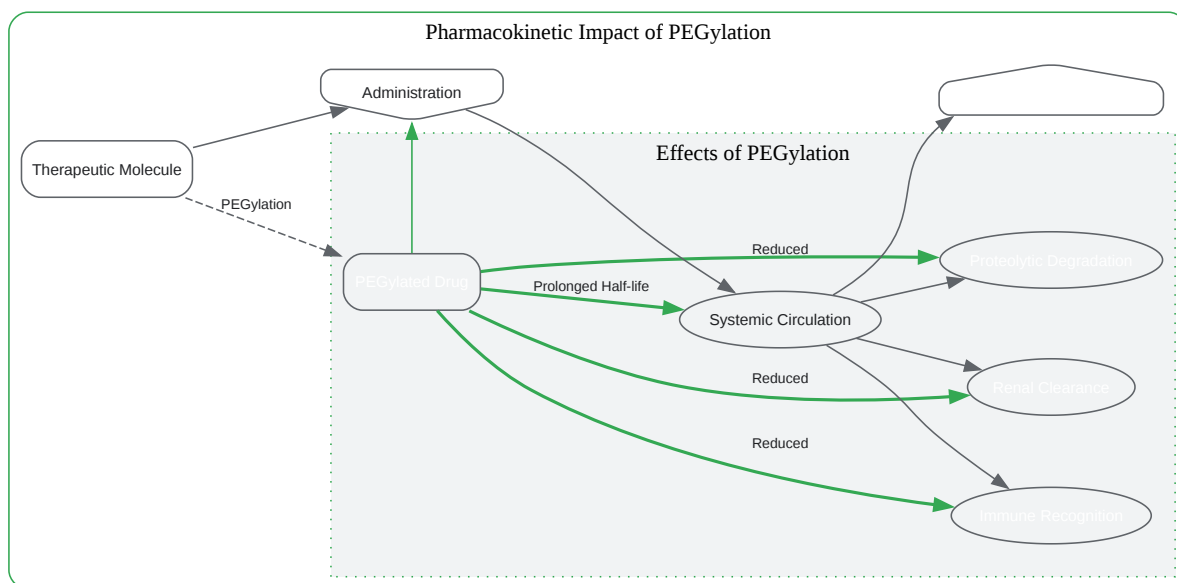 Pharmacokinetic Impact of PEGylation
Administration
Therapeutic Molecule
PEGylation
Effects of PEGylation
PEGylated Drug
Reduced
Proteolytic Degradation
Prolonged Half-life
Systemic Circulation
Reduced
Renal Clearance
Reduced
Immune Recognition